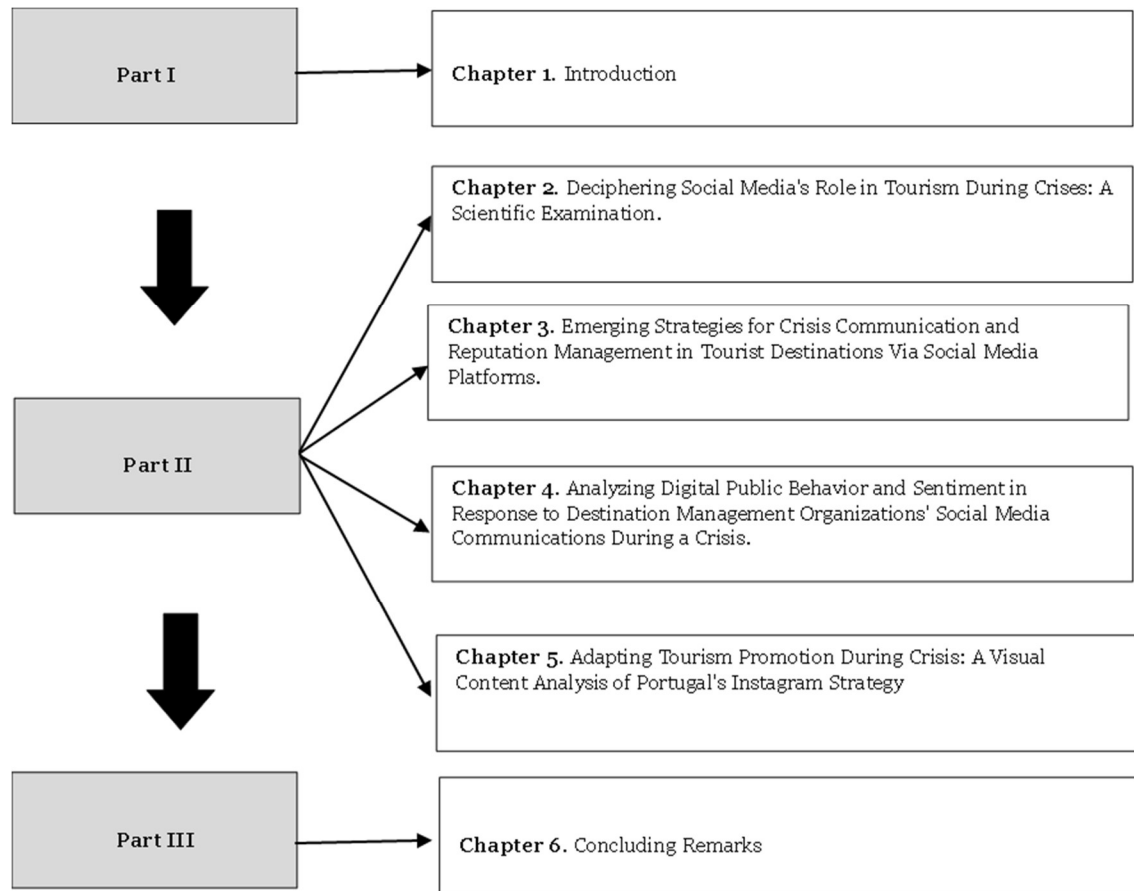 Part I
Chapter 1. Introduction
Chapter 2. Deciphering Social Media's Role in Tourism During Crises: A
Scientific Examination.
Chapter 3. Emerging Strategies for Crisis Communication and
Reputation Management in Tourist Destinations Via Social Media
Platforms.
Part II
Chapter 4. Analyzing Digital Public Behavior and Sentiment in
Response to Destination Management Organizations' Social Media
Communications During a Crisis.
Chapter 5. Adapting Tourism Promotion During Crisis: A Visual
Content Analysis of Portugal's Instagram Strategy
Part III
Chapter 6. Concluding Remarks